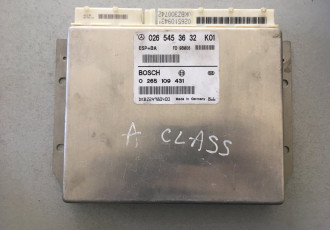 026 545 36 32 K01
ESP+BA
BOSCH
0 265 109 431
Made in Germany
A CLASS